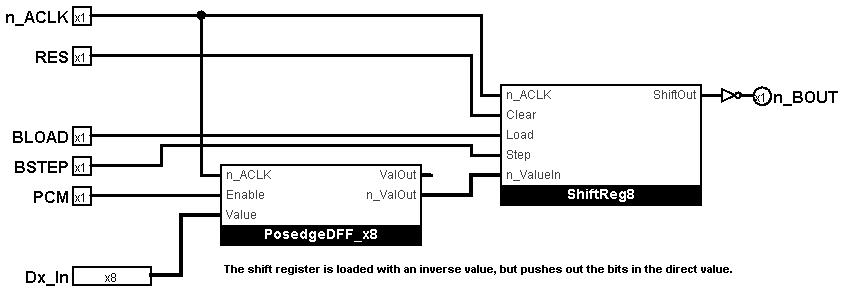 n_ACLK x1
RES x1
n_ACLK ShiftOut x1 n_BOUT
Clear
BLOAD x1 Load
BSTEP x1 Step
n_ACLK ValOut n_ValueIn
PCM x1 Enable n_ValOut ShiftReg8
Value
PosedgeDFF_x8
Dx_In x8
The shift register is loaded with an inverse value, but pushes out the bits in the direct value.